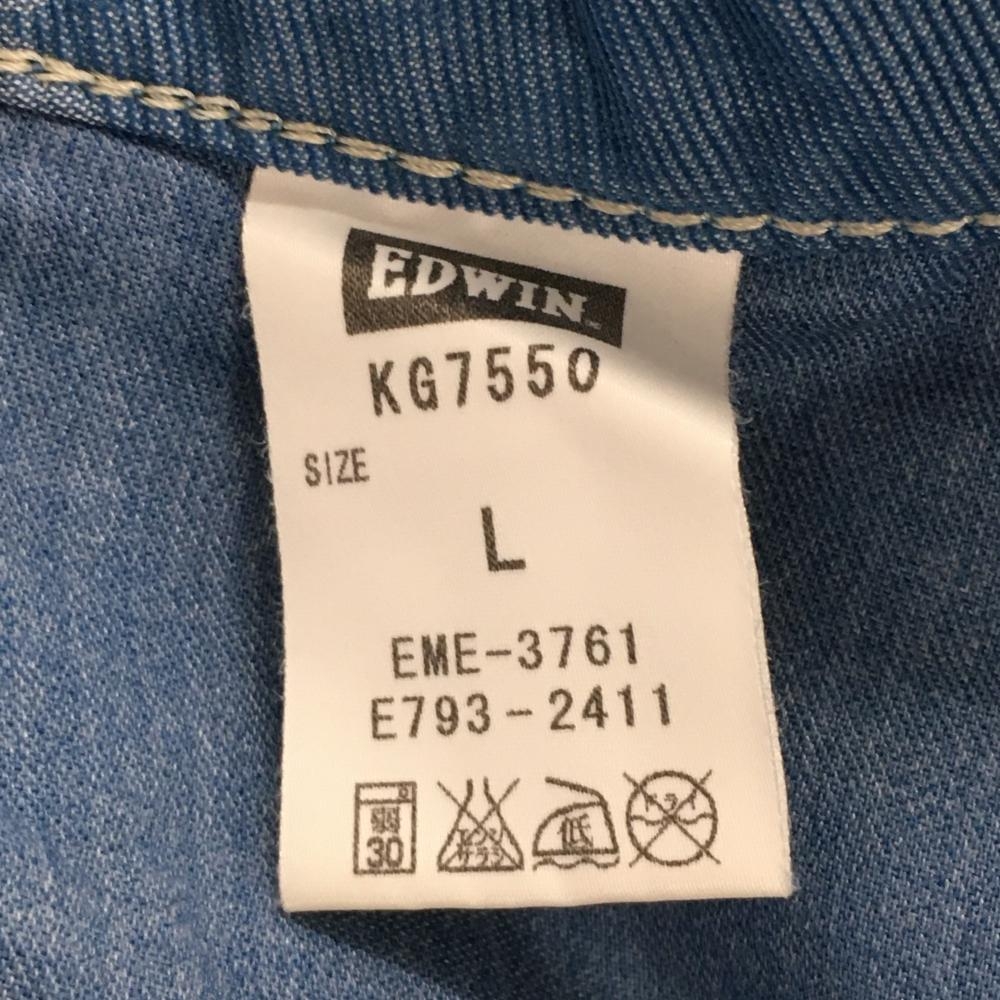 EDWIN
KG7550
SIZE
L
EME-3761
E793-2411
弱
30
エンソ
サラシ
低
ドライ